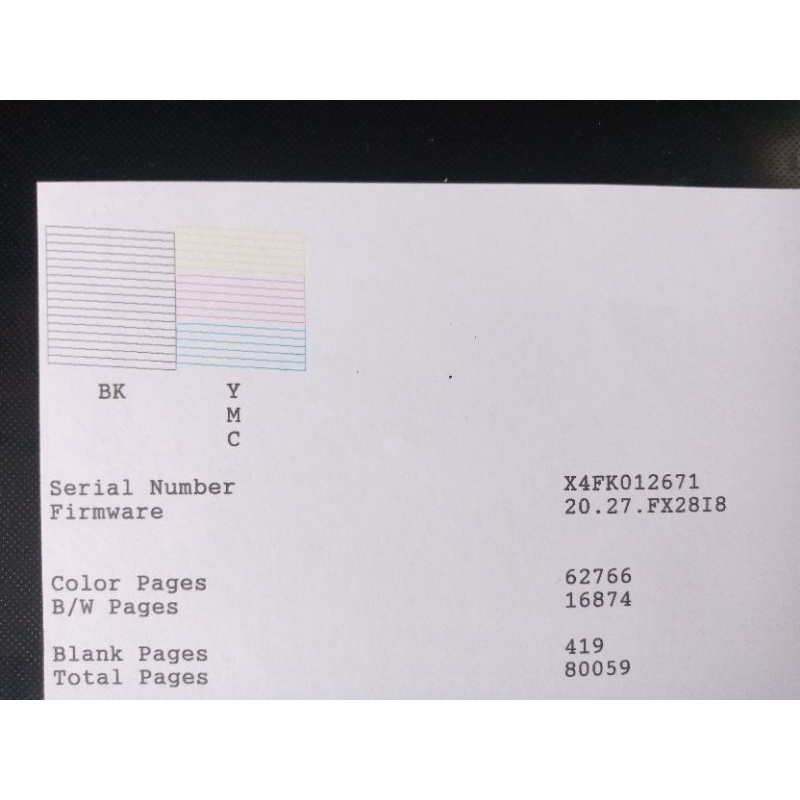 BK Y
M
C
Serial Number X4FK012671
Firmware 20.27.FX28I8
Color Pages 62766
B/W Pages 16874
Blank Pages 419
Total Pages 80059